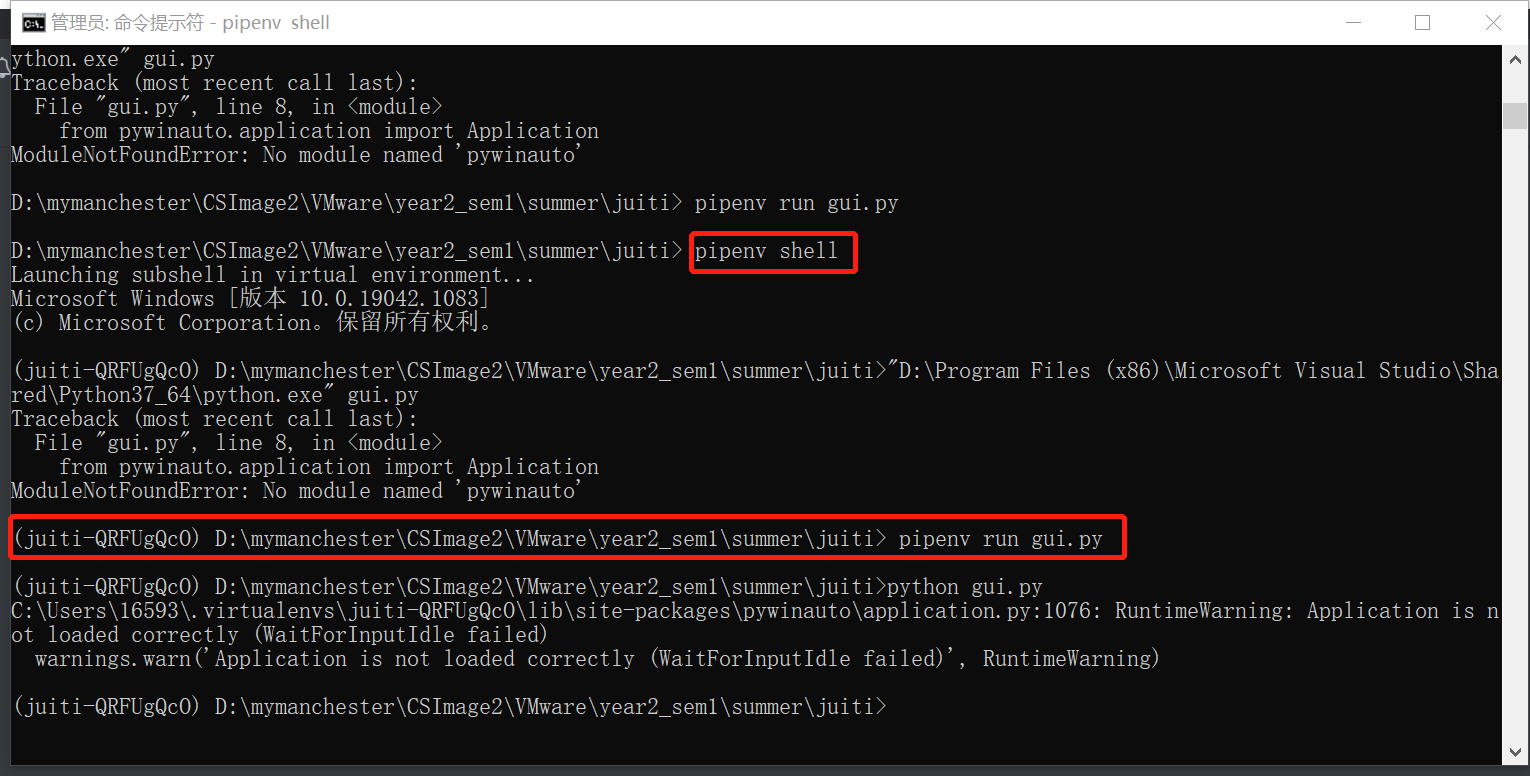 管理员: 命令提示符 - pipenv  shell
ython.exe" gui.py
Traceback (most recent call last):
  File "gui.py", line 8, in <module>
    from pywinauto.application import Application
ModuleNotFoundError: No module named 'pywinauto'
D:\mymanchester\CSImage2\VMware\year2_sem1\summer\juiti> pipenv run gui.py
D:\mymanchester\CSImage2\VMware\year2_sem1\summer\juiti> pipenv shell
Launching subshell in virtual environment...
Microsoft Windows [版本 10.0.19042.1083]
(c) Microsoft Corporation。保留所有权利。
(juiti-QRFUgQcO) D:\mymanchester\CSImage2\VMware\year2_sem1\summer\juiti>"D:\Program Files (x86)\Microsoft Visual Studio\Sha
red\Python37_64\python.exe" gui.py
Traceback (most recent call last):
  File "gui.py", line 8, in <module>
    from pywinauto.application import Application
ModuleNotFoundError: No module named 'pywinauto'
(juiti-QRFUgQcO) D:\mymanchester\CSImage2\VMware\year2_sem1\summer\juiti> pipenv run gui.py
(juiti-QRFUgQcO) D:\mymanchester\CSImage2\VMware\year2_sem1\summer\juiti>python gui.py
C:\Users\16593\.virtualenvs\juiti-QRFUgQcO\lib\site-packages\pywinauto\application.py:1076: RuntimeWarning: Application is n
ot loaded correctly (WaitForInputIdle failed)
  warnings.warn('Application is not loaded correctly (WaitForInputIdle failed)', RuntimeWarning)
(juiti-QRFUgQcO) D:\mymanchester\CSImage2\VMware\year2_sem1\summer\juiti>